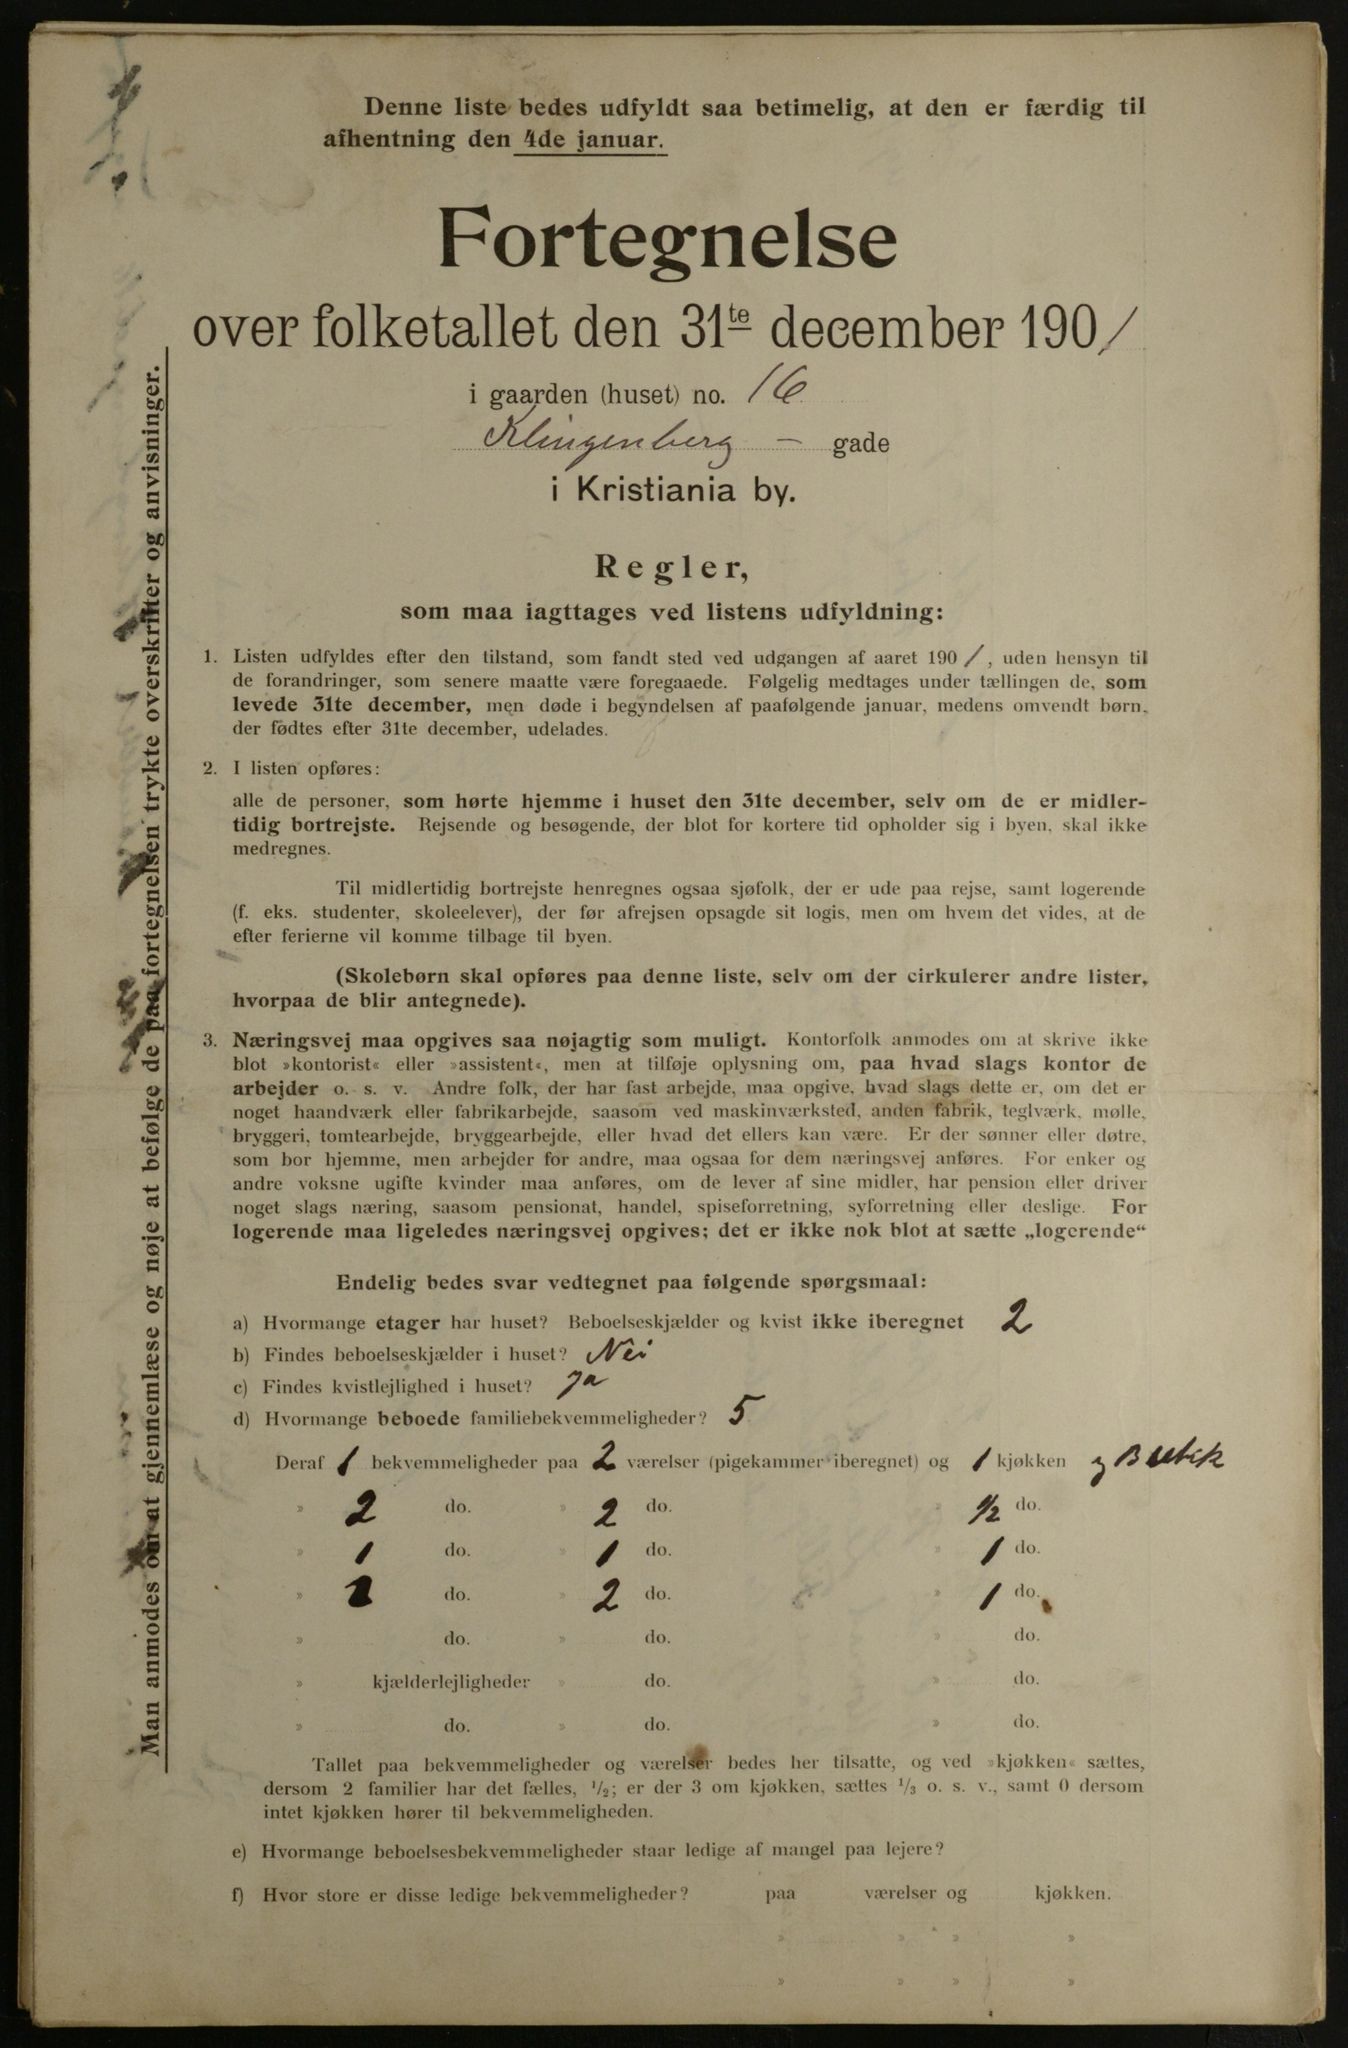 Denne liste bedes udfyldt saa betimelig, at den er færdig til
afhentning den 4de januar.
Fortegnelse
over folketallet den 31te december 1901
i gaarden (huset) no. 16
Klingenberg – gade
i Kristiania by.
Regler,
som maa iagttages ved listens udfyldning:
1. Listen udfyldes efter den tilstand, som fandt sted ved udgangen af aaret 1901, uden hensyn til
de forandringer, som senere maatte være foregaaede. Følgelig medtages under tællingen de, som
levede 31te december, men døde i begyndelsen af paafølgende januar, medens omvendt børn,
der fødtes efter 31te december, udelades.
2. I listen opføres:
alle de personer, som hørte hjemme i huset den 31te december, selv om de er midler-
tidig bortrejste. Rejsende og besøgende, der blot for kortere tid opholder sig i byen, skal ikke
medregnes.
Til midlertidig bortrejste henregnes ogsaa sjøfolk, der er ude paa rejse, samt logerende
(f. eks. studenter, skoleelever), der før afrejsen opsagde sit logis, men om hvem det vides, at de
efter ferierne vil komme tilbage til byen.
(Skolebørn skal opføres paa denne liste, selv om der cirkulerer andre lister,
hvorpaa de blir antegnede).
3. Næringsvej maa opgives saa nøjagtig som muligt. Kontorfolk anmodes om at skrive ikke
blot »kontorist« eller »assistent«, men at tilføje oplysning om, paa hvad slags kontor de
arbejder o. s. v. Andre folk, der har fast arbejde, maa opgive, hvad slags dette er, om det er
noget haandværk eller fabrikarbejde, saasom ved maskinværksted, anden fabrik, teglværk, mølle,
bryggeri, tomtearbejde, bryggearbejde, eller hvad det ellers kan være. Er der sønner eller døtre,
som bor hjemme, men arbejder for andre, maa ogsaa for dem næringsvej anføres. For enker og
andre voksne ugifte kvinder maa anføres, om de lever af sine midler, har pension eller driver
noget slags næring, saasom pensionat, handel, spiseforretning, syforretning eller deslige. For
logerende maa ligeledes næringsvej opgives; det er ikke nok blot at sætte „logerende“
Endelig bedes svar vedtegnet paa følgende spørgsmaal:
a) Hvormange etager har huset? Beboelseskjælder og kvist ikke iberegnet 2
b) Findes beboelseskjælder i huset? Nei
c) Findes kvistlejlighed i huset? Ja
d) Hvormange beboede familiebekvemmeligheder? 5
Deraf 1 bekvemmeligheder paa 2 værelser (pigekammer iberegnet) og 1 kjøkken og Butik
» 2 do. » 2 do. » 1/2 do.
» 1 do. » 1 do. » 1 do.
» 1 do. » 2 do. » 1 do.
» do. » do. » do.
» kjælderlejligheder » do. » do.
» do. » do. » do.
Tallet paa bekvemmeligheder og værelser bedes her tilsatte, og ved »kjøkken« sættes,
dersom 2 familier har det fælles, 1/2; er der 3 om kjøkken, sættes 1/3 o. s. v., samt 0 dersom
intet kjøkken hører til bekvemmeligheden.
e) Hvormange beboelsesbekvemmeligheder staar ledige af mangel paa lejere?
f) Hvor store er disse ledige bekvemmeligheder? paa værelser og kjøkken.
» » » »
» » » »
Man anmodes om at gjennemlæse og nøje at befølge de paa fortegnelsen trykte overskrifter og anvisninger.